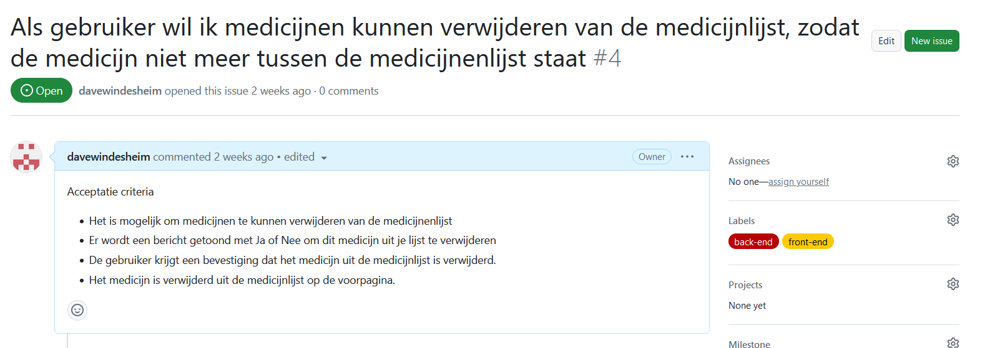 Als gebruiker wil ik medicijnen kunnen verwijderen van de medicijnlijst, zodat
de medicijn niet meer tussen de medicijnenlijst staat #4
Edit
New issue
Open
davewindesheim opened this issue 2 weeks ago · 0 comments
davewindesheim commented 2 weeks ago • edited
Owner
Acceptatie criteria
• Het is mogelijk om medicijnen te kunnen verwijderen van de medicijnenlijst
• Er wordt een bericht getoond met Ja of Nee om dit medicijn uit je lijst te verwijderen
• De gebruiker krijgt een bevestiging dat het medicijn uit de medicijnlijst is verwijderd.
• Het medicijn is verwijderd uit de medicijnlijst op de voorpagina.
Assignees
No one—assign yourself
Labels
back-end front-end
Projects
None yet
Milestone